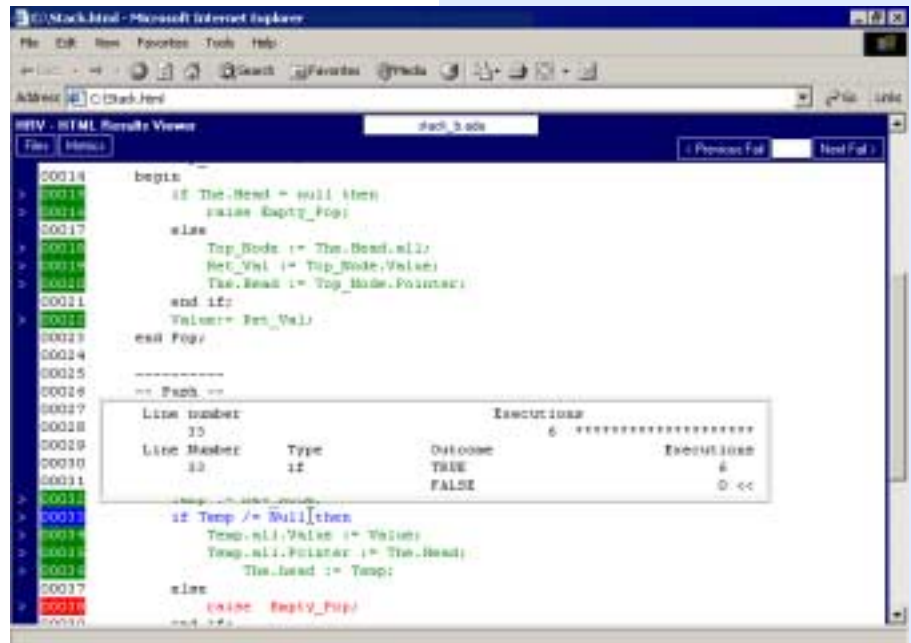 C:\Stack.html - Microsoft Internet Explorer
File Edit View Favorites Tools Help
Search Favorites Media
Address C:\Stack.html Go Links
HRV - HTML Results Viewer stack_b.ada
Files Metrics < Previous Fail Next Fail >
00014 begin
> 00015 if The.Head = null then
> 00016 raise Empty_Pop;
00017 else
> 00018 Top_Node := The.Head.all;
> 00019 Ret_Val := Top_Node.Value;
> 00020 The.Head := Top_Node.Pointer;
00021 end if;
> 00022 Value:= Ret_Val;
00023 end Pop;
00024
00025 ----------
00026 -- Push --
00027
00028
00029
00030
00031
Line number Executions
33 6 **********************
Line Number Type Outcome Executions
33 if TRUE 6
FALSE 0 <<
> 00032
> 00033 if Temp /= Null then
> 00034 Temp.all.Value := Value;
> 00035 Temp.all.Pointer := The.Head;
> 00036 The.head := Temp;
00037 else
> 00038 raise Empty_Pop;
00039 end if;